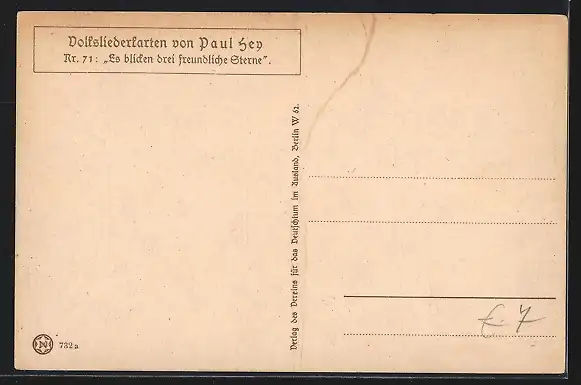 Volksliederkarten von Paul Hey
Nr. 71: „Es blicken drei freundliche Sterne".
Verlag des Vereins für das Deutschtum im Ausland, Berlin W 62.
€ 7
732a